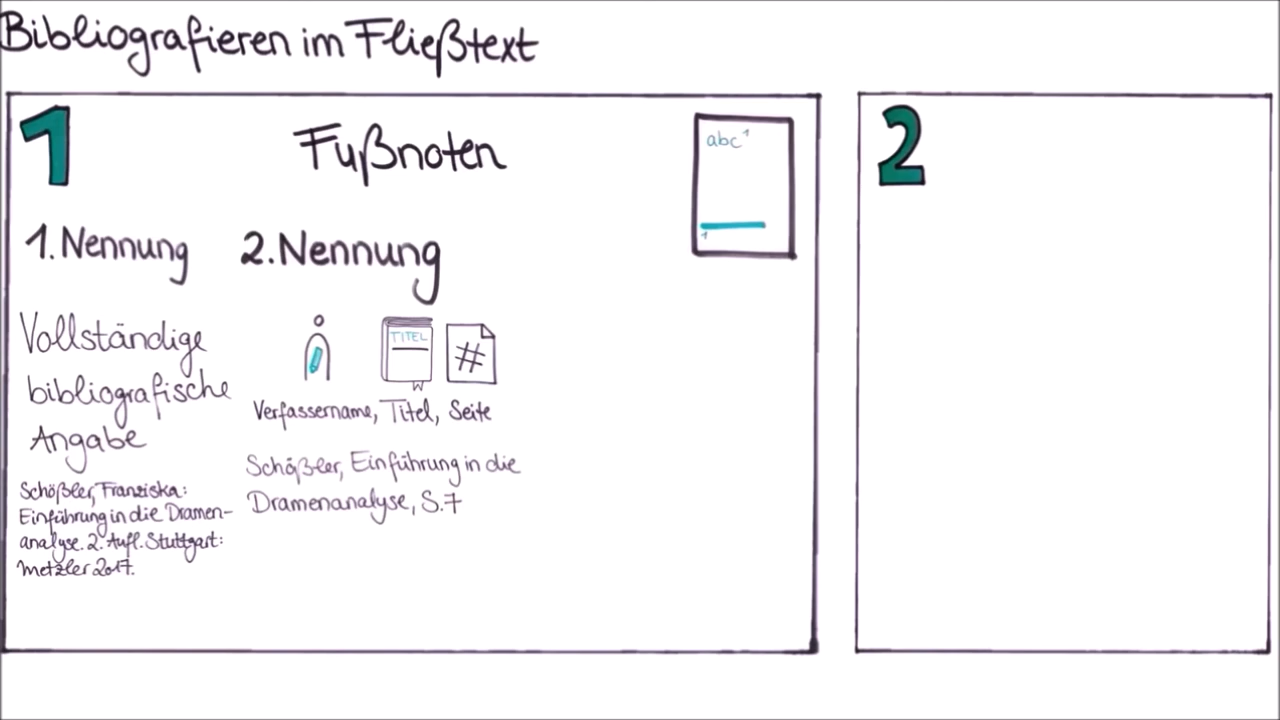 Bibliografieren im Fließtext
1
Fußnoten
abc¹
1
1. Nennung
2. Nennung
Vollständige
bibliografische
Angabe
Schößler, Franziska:
Einführung in die Dramen-
analyse. 2. Aufl. Stuttgart:
Metzler 2017.
TITEL
#
Verfassername, Titel, Seite
Schößler, Einführung in die
Dramenanalyse, S.7
2